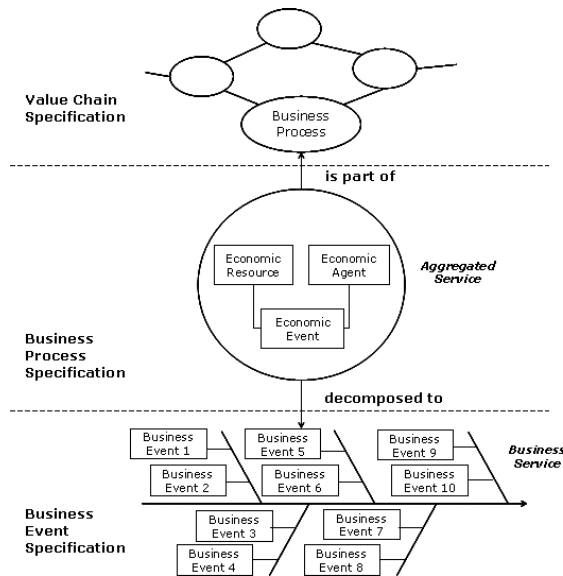 Business
Process
Value Chain
Specification
is part of
Economic
Resource
Economic
Agent
Aggregated
Service
Economic
Event
Business
Process
Specification
decomposed to
Business
Event 1
Business
Event 5
Business
Event 9
Business
Service
Business
Event 2
Business
Event 6
Business
Event 10
Business
Event 3
Business
Event 7
Business
Event 4
Business
Event 8
Business
Event
Specification